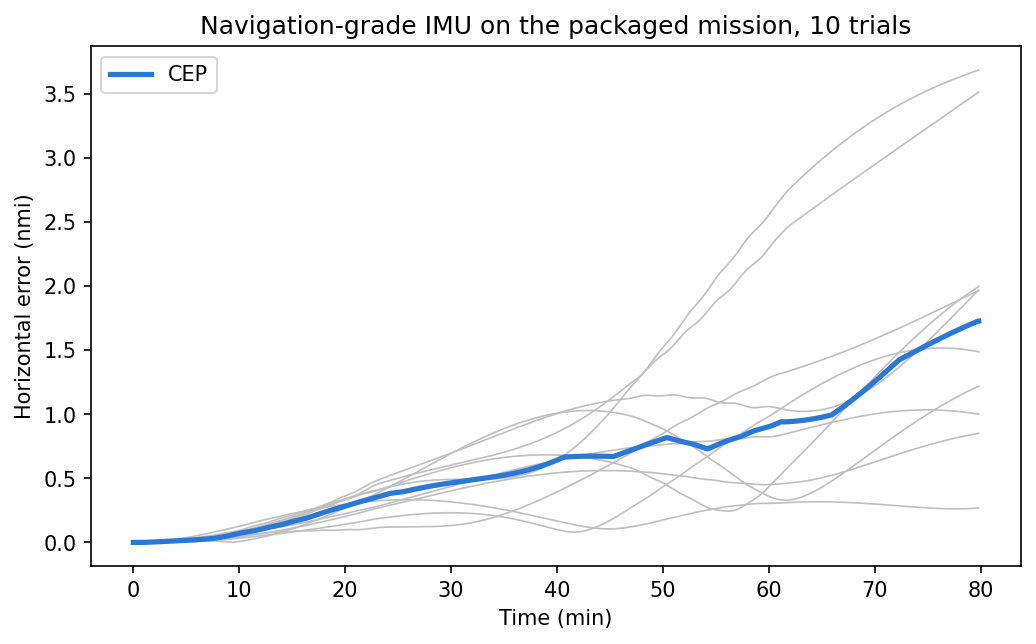 Navigation-grade IMU on the packaged mission, 10 trials
CEP
Horizontal error (nmi)
3.5
3.0
2.5
2.0
1.5
1.0
0.5
0.0
0 10 20 30 40 50 60 70 80
Time (min)